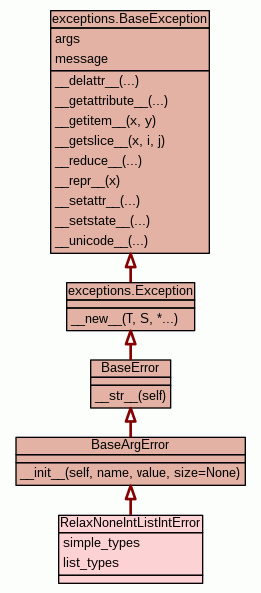 exceptions.BaseException
args
message
__delattr__(...)
__getattribute__(...)
__getitem__(x, y)
__getslice__(x, i, j)
__reduce__(...)
__repr__(x)
__setattr__(...)
__setstate__(...)
__unicode__(...)
exceptions.Exception
__new__(T, S, *...)
BaseError
__str__(self)
BaseArgError
__init__(self, name, value, size=None)
RelaxNoneIntListIntError
simple_types
list_types